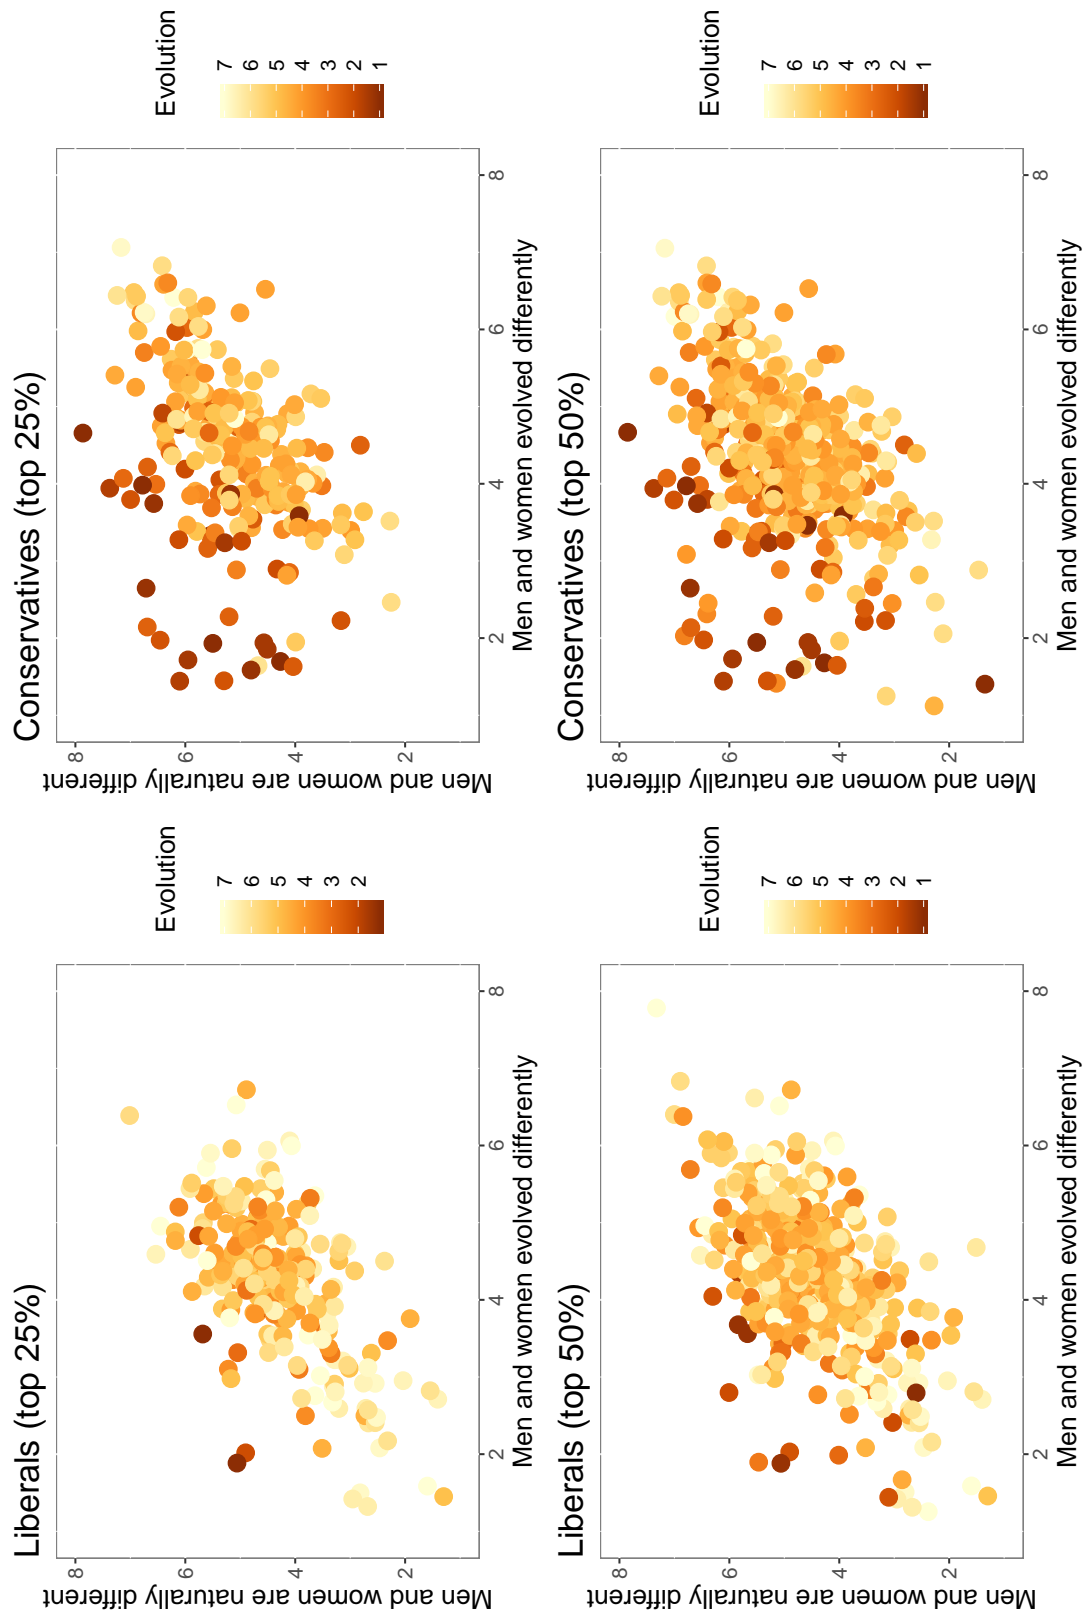 Liberals (top 25%)
Men and women are naturally different
8
6
4
2
2 4 6 8
Men and women evolved differently
Evolution
7
6
5
4
3
2
Conservatives (top 25%)
Men and women are naturally different
8
6
4
2
2 4 6 8
Men and women evolved differently
Evolution
7
6
5
4
3
2
1
Liberals (top 50%)
Men and women are naturally different
8
6
4
2
2 4 6 8
Men and women evolved differently
Evolution
7
6
5
4
3
2
1
Conservatives (top 50%)
Men and women are naturally different
8
6
4
2
2 4 6 8
Men and women evolved differently
Evolution
7
6
5
4
3
2
1